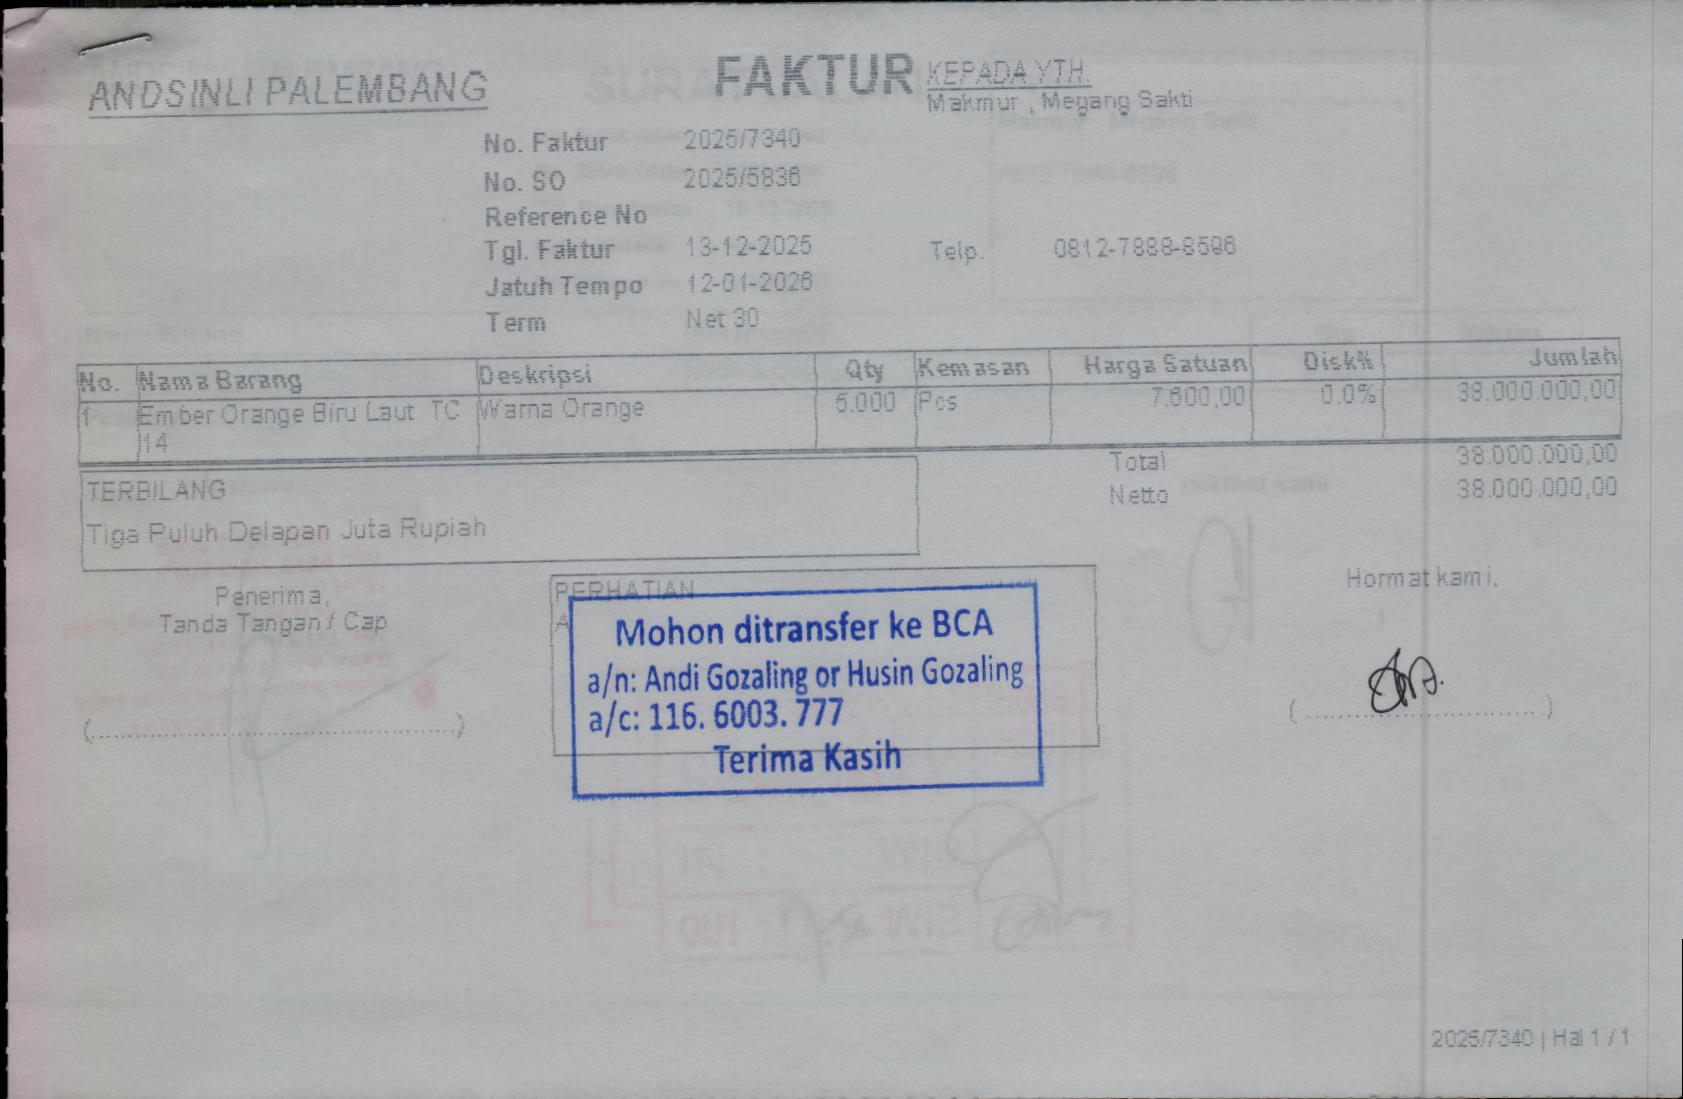 ANDSINLI PALEMBANG
FAKTUR
KEPADA YTH.
Makmur , Megang Sakti
No. Faktur 2025/7340
No. SO 2025/5836
Reference No
Tgl. Faktur 13-12-2025
Telp. 0812-7888-8596
Jatuh Tempo 12-01-2026
Term Net 30
No. Nama Barang Deskripsi Qty Kemasan Harga Satuan Disk% Jumlah
1 Ember Orange Biru Laut TC Warna Orange 5.000 Pcs 7.600,00 0.0% 38.000.000,00
14
Total 38.000.000,00
Netto 38.000.000,00
TERBILANG
Tiga Puluh Delapan Juta Rupiah
Penerima,
Tanda Tangan / Cap
PERHATIAN
A
Mohon ditransfer ke BCA
a/n: Andi Gozaling or Husin Gozaling
a/c: 116. 6003. 777
Terima Kasih
Hormat kami,
2025/7340 | Hal 1 / 1